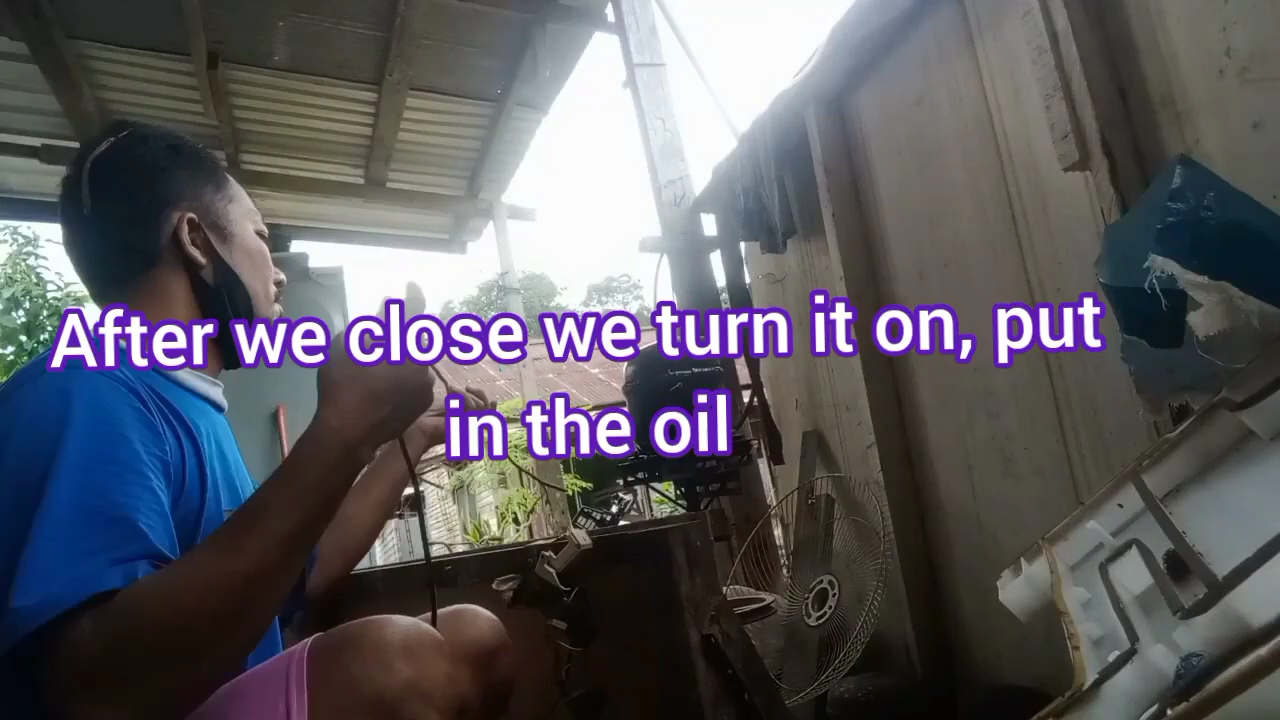 After we close we turn it on, put
in the oil